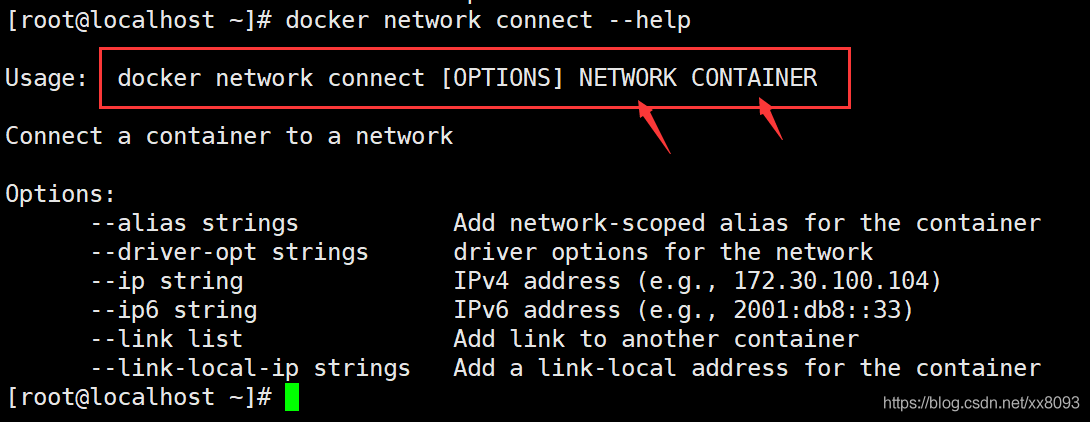 [root@localhost ~]# docker network connect --help
Usage:  docker network connect [OPTIONS] NETWORK CONTAINER
Connect a container to a network
Options:
      --alias strings           Add network-scoped alias for the container
      --driver-opt strings      driver options for the network
      --ip string               IPv4 address (e.g., 172.30.100.104)
      --ip6 string              IPv6 address (e.g., 2001:db8::33)
      --link list               Add link to another container
      --link-local-ip strings   Add a link-local address for the container
[root@localhost ~]#
https://blog.csdn.net/xx8093